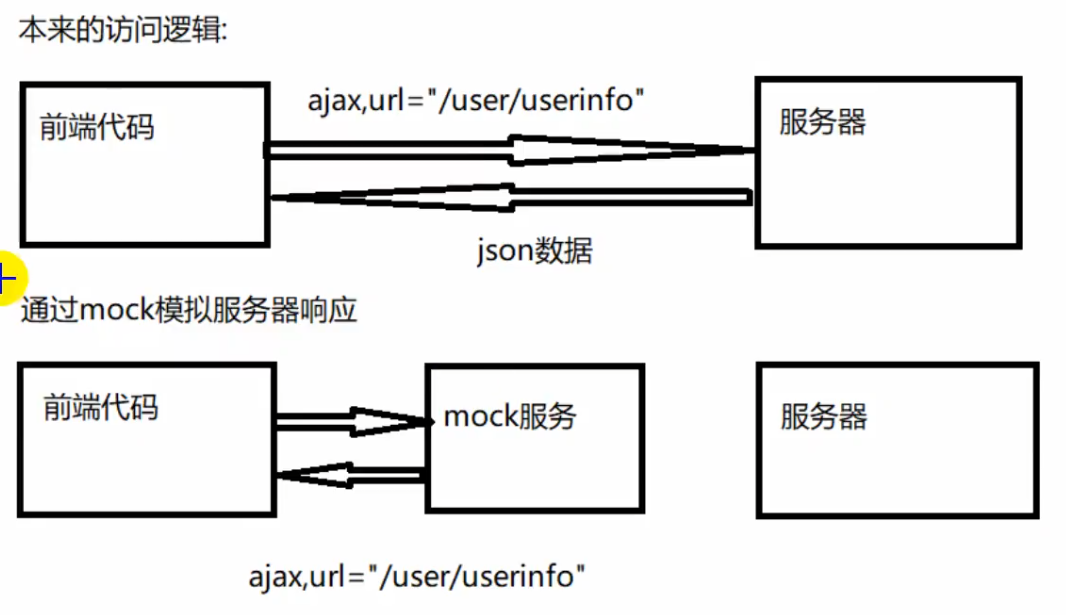 本来的访问逻辑:
ajax,url="/user/userinfo"
前端代码
服务器
json数据
通过mock模拟服务器响应
前端代码
mock服务
服务器
ajax,url="/user/userinfo"